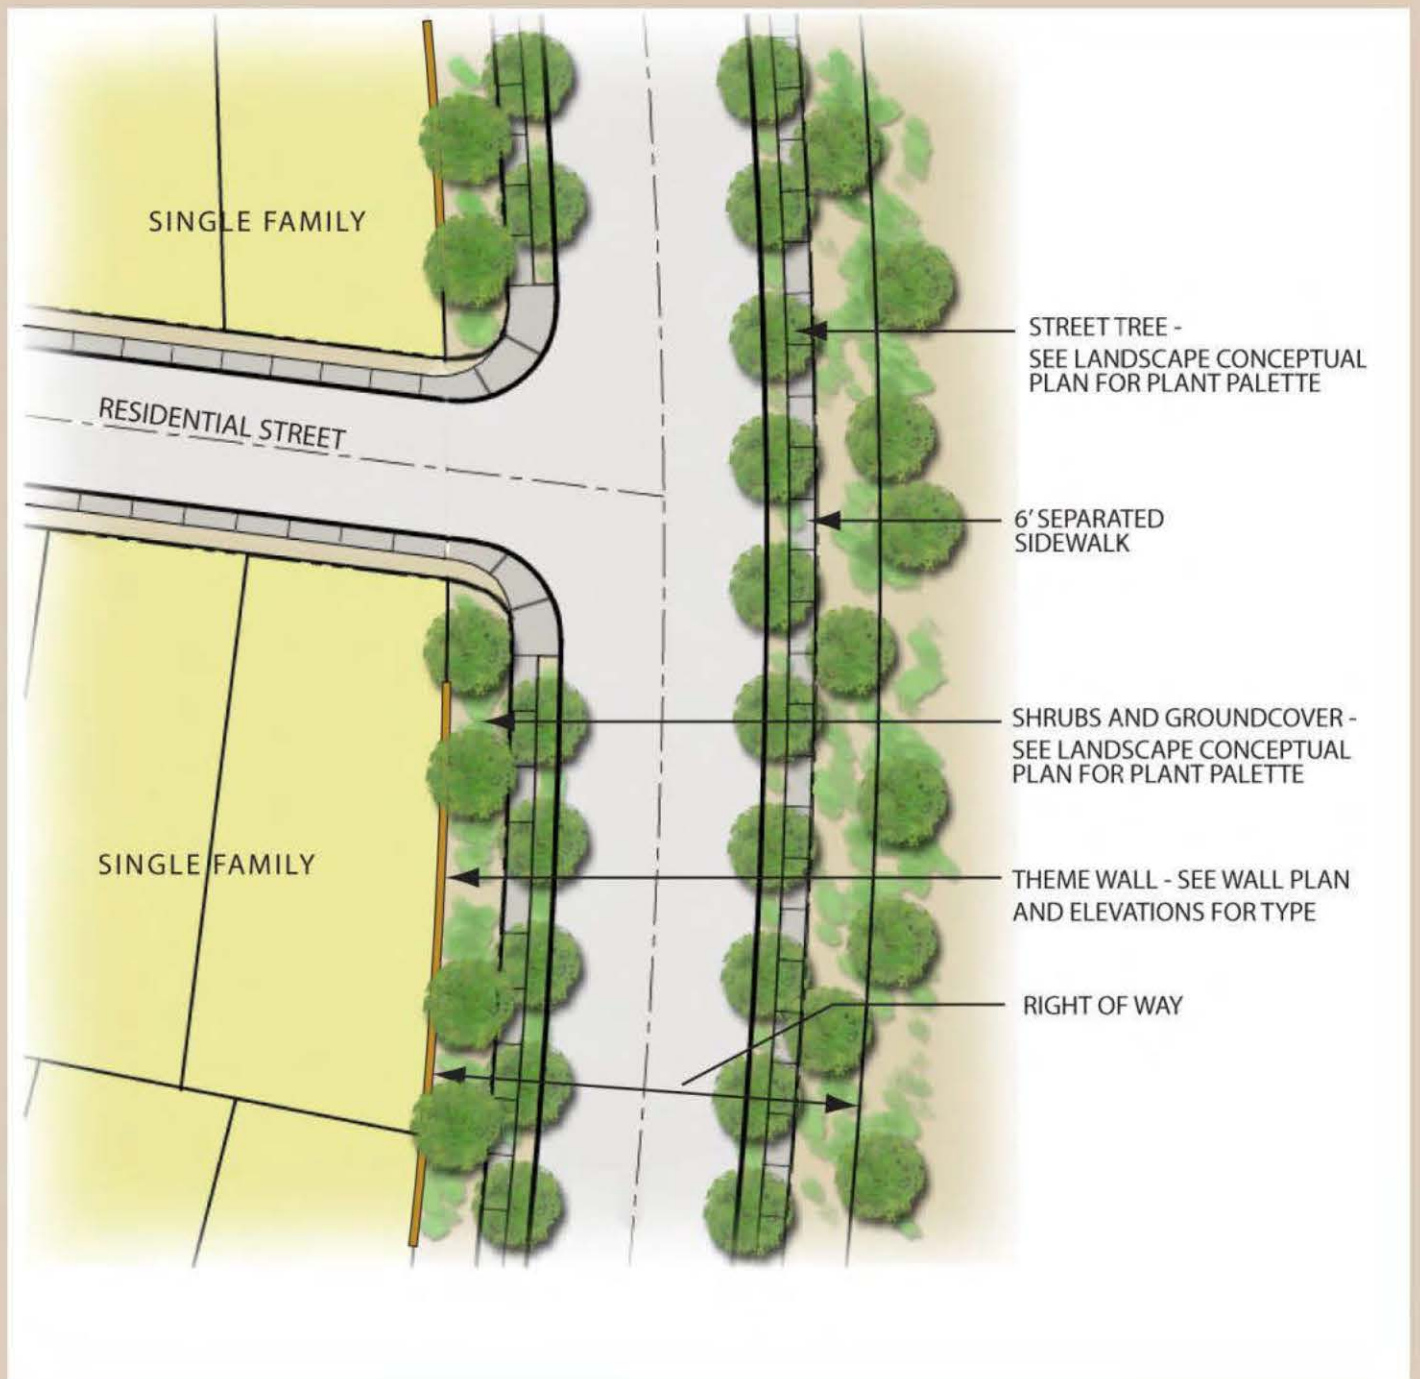 SINGLE FAMILY
STREET TREE -
SEE LANDSCAPE CONCEPTUAL
PLAN FOR PLANT PALETTE
RESIDENTIAL STREET
6' SEPARATED
SIDEWALK
SHRUBS AND GROUNDCOVER -
SEE LANDSCAPE CONCEPTUAL
PLAN FOR PLANT PALETTE
SINGLE FAMILY
THEME WALL - SEE WALL PLAN
AND ELEVATIONS FOR TYPE
RIGHT OF WAY